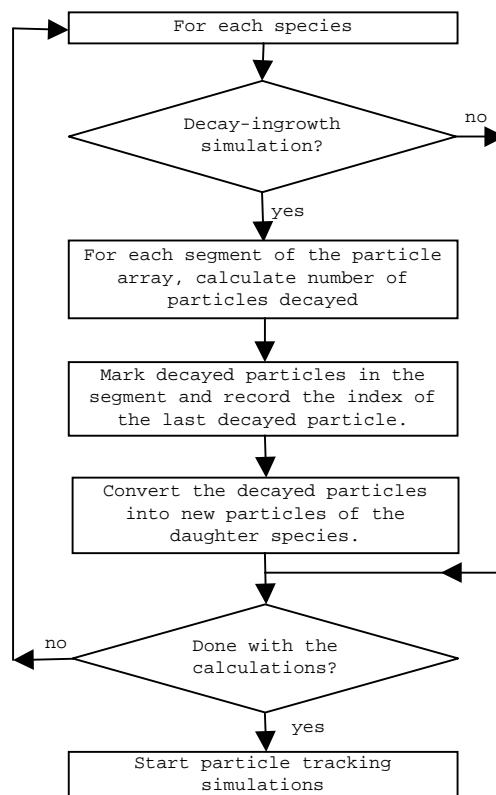 For each species
Decay-ingrowth
simulation?
no
yes
For each segment of the particle
array, calculate number of
particles decayed
Mark decayed particles in the
segment and record the index of
the last decayed particle.
Convert the decayed particles
into new particles of the
daughter species.
Done with the
calculations?
no
yes
Start particle tracking
simulations